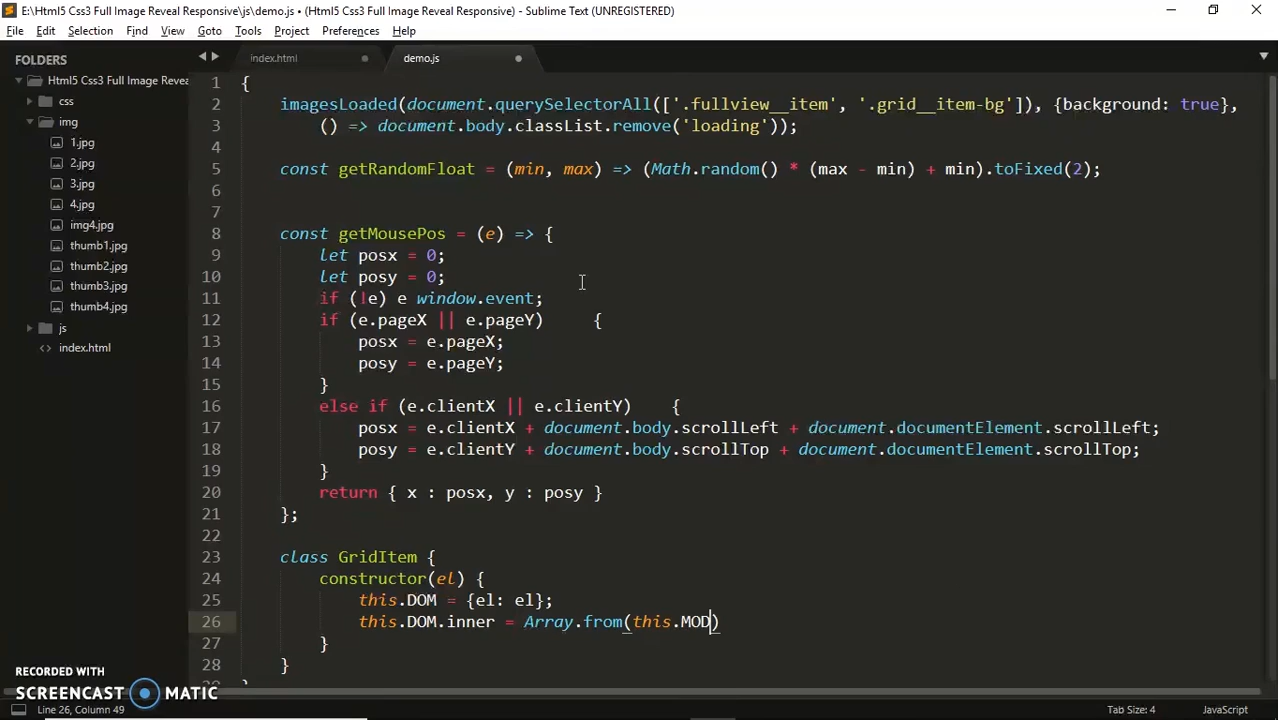 E:\Html5 Css3 Full Image Reveal Responsive\js\demo.js • (Html5 Css3 Full Image Reveal Responsive) - Sublime Text (UNREGISTERED)
File Edit Selection Find View Goto Tools Project Preferences Help
FOLDERS
Html5 Css3 Full Image Revea
css
img
1.jpg
2.jpg
3.jpg
4.jpg
img4.jpg
thumb1.jpg
thumb2.jpg
thumb3.jpg
thumb4.jpg
js
index.html
index.html demo.js
1 {
2 imagesLoaded(document.querySelectorAll(['.fullview__item', '.grid__item-bg']), {background: true},
3 () => document.body.classList.remove('loading'));
4
5 const getRandomFloat = (min, max) => (Math.random() * (max - min) + min).toFixed(2);
6
7
8 const getMousePos = (e) => {
9 let posx = 0;
10 let posy = 0;
11 if (!e) e window.event;
12 if (e.pageX || e.pageY) {
13 posx = e.pageX;
14 posy = e.pageY;
15 }
16 else if (e.clientX || e.clientY) {
17 posx = e.clientX + document.body.scrollLeft + document.documentElement.scrollLeft;
18 posy = e.clientY + document.body.scrollTop + document.documentElement.scrollTop;
19 }
20 return { x : posx, y : posy }
21 };
22
23 class GridItem {
24 constructor(el) {
25 this.DOM = {el: el};
26 this.DOM.inner = Array.from(this.MOD)
27 }
28 }
RECORDED WITH
SCREENCAST MATIC
Line 26, Column 49 Tab Size: 4 JavaScript